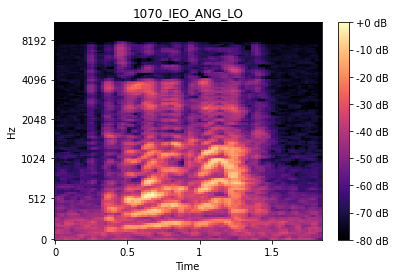 1070_IEO_ANG_LO
Hz
8192
4096
2048
1024
512
0
0
0.5
1
1.5
Time
+0 dB
-10 dB
-20 dB
-30 dB
-40 dB
-50 dB
-60 dB
-70 dB
-80 dB